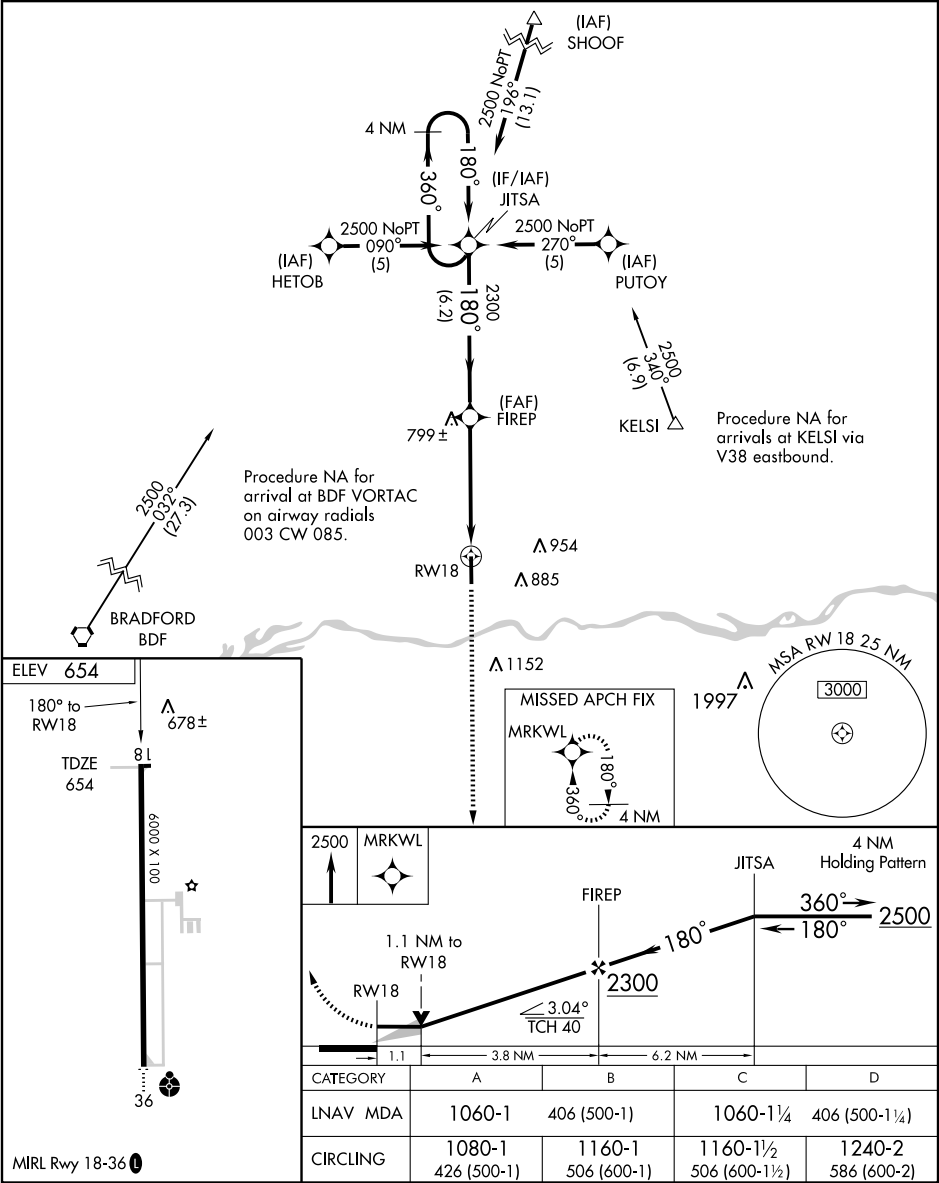 (IAF)
SHOOF
2500 NoPT
196°
(13.1)
4 NM
360°
180°
(IF/IAF)
JITSA
2500 NoPT
090°
(5)
(IAF)
HETOB
2500 NoPT
270°
(5)
(IAF)
PUTOY
2300
180°
(6.2)
2500
340°
(6.9)
KELSI
Procedure NA for
arrivals at KELSI via
V38 eastbound.
(FAF)
FIREP
799 ±
2500
032°
(27.3)
Procedure NA for
arrival at BDF VORTAC
on airway radials
003 CW 085.
BRADFORD
BDF
RW18
954
885
1152
1997
MSA RW 18 25 NM
3000
MISSED APCH FIX
MRKWL
180°
360°
4 NM
ELEV 654
180° to
RW18
678 ±
TDZE
654
18
6000 X 100
36
MIRL Rwy 18-36 L
2500
MRKWL
4 NM
Holding Pattern
JITSA
FIREP
360°
180°
2500
180°
2300
1.1 NM to
RW18
RW18
3.04°
TCH 40
1.1
3.8 NM
6.2 NM
CATEGORY A B C D
LNAV MDA 1060-1 406 (500-1) 1060-1¼ 406 (500-1¼)
CIRCLING 1080-1 1160-1 1160-1½ 1240-2
426 (500-1) 506 (600-1) 506 (600-1½) 586 (600-2)